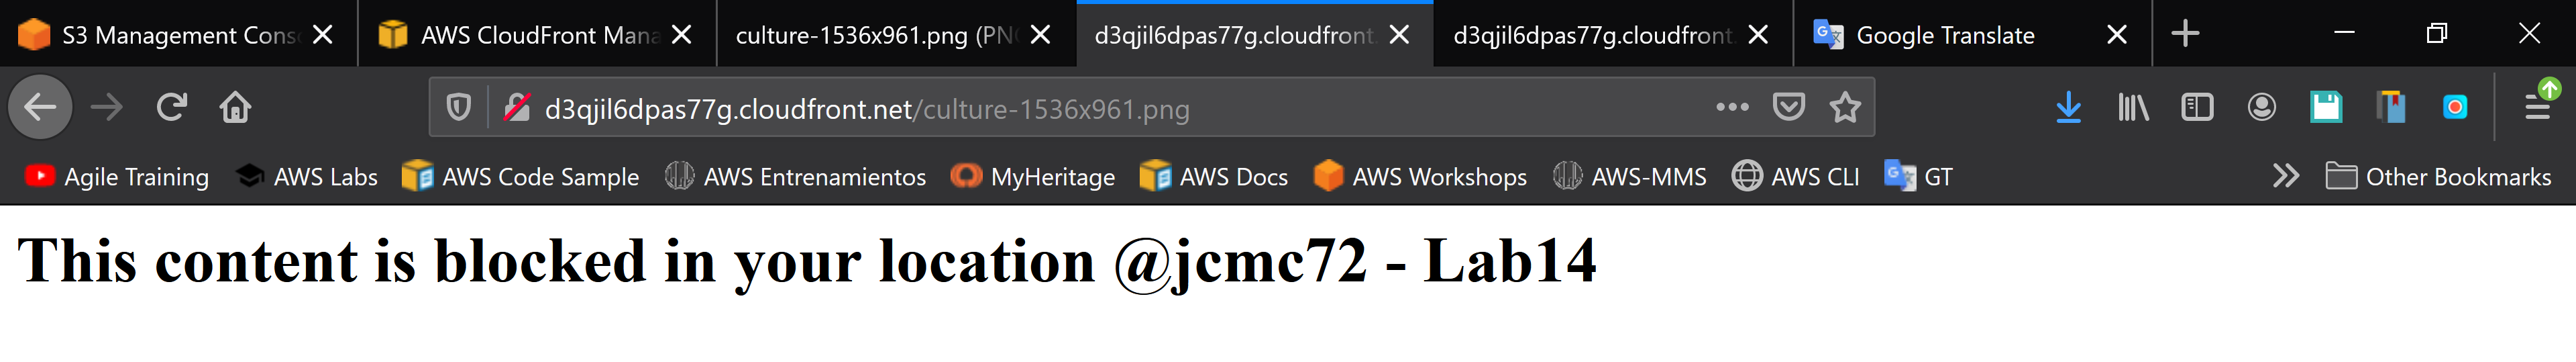 S3 Management Cons
AWS CloudFront Mana
culture-1536x961.png (PN
d3qjil6dpas77g.cloudfront.
d3qjil6dpas77g.cloudfront.
Google Translate
d3qjil6dpas77g.cloudfront.net/culture-1536x961.png
Agile Training
AWS Labs
AWS Code Sample
AWS Entrenamientos
MyHeritage
AWS Docs
AWS Workshops
AWS-MMS
AWS CLI
GT
Other Bookmarks
This content is blocked in your location @jcmc72 - Lab14